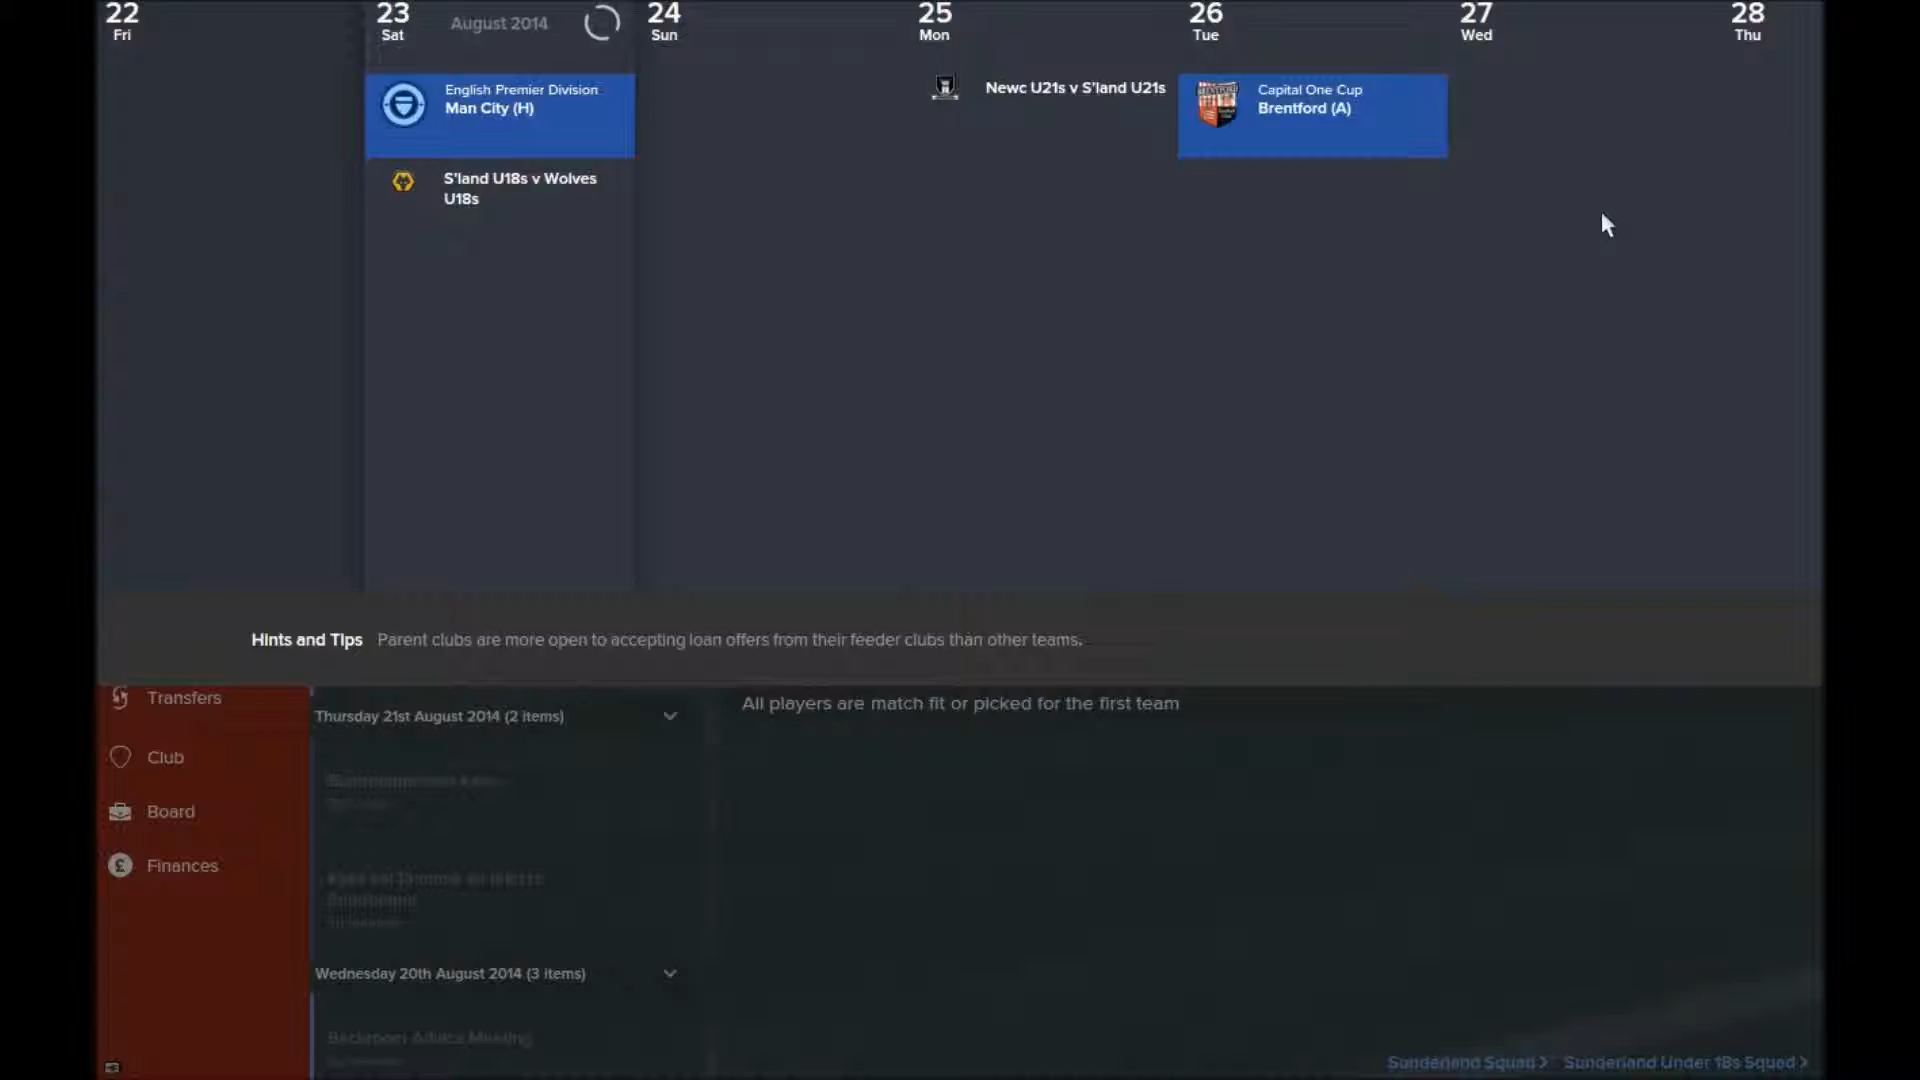 22
Fri
23
Sat
August 2014
24
Sun
25
Mon
26
Tue
27
Wed
28
Thu
English Premier Division
Man City (H)
S'land U18s v Wolves
U18s
Newc U21s v S'land U21s
Capital One Cup
Brentford (A)
Hints and Tips Parent clubs are more open to accepting loan offers from their feeder clubs than other teams.
Transfers
Club
Board
Finances
Thursday 21st August 2014 (2 items)
Wednesday 20th August 2014 (3 items)
Backroom Advice Meeting
All players are match fit or picked for the first team
Sunderland Squad >
Sunderland Under 18s Squad >